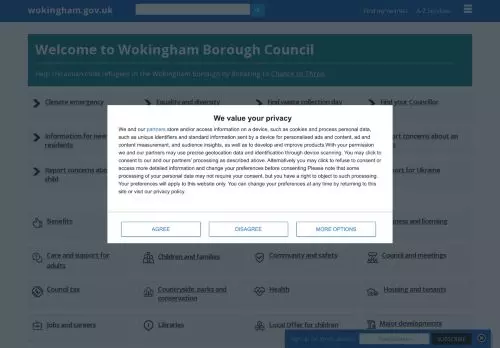 wokingham.gov.uk
Find my nearest
A-Z Services
Welcome to Wokingham Borough Council
Help Ukrainian child refugees in the Wokingham Borough by donating to Chance to Thrive
Climate emergency
Equality and diversity
Find waste collection day
Find your Councillor
We value your privacy
We and our partners store and/or access information on a device, such as cookies and process personal data,
such as unique identifiers and standard information sent by a device for personalised ads and content, ad and
content measurement, and audience insights, as well as to develop and improve products.With your permission
we and our partners may use precise geolocation data and identification through device scanning. You may click to
consent to our and our partners' processing as described above. Alternatively you may click to refuse to consent or
access more detailed information and change your preferences before consenting.Please note that some
processing of your personal data may not require your consent, but you have a right to object to such processing.
Your preferences will apply to this website only. You can change your preferences at any time by returning to
this site or visit our privacy policy.
AGREE
DISAGREE
MORE OPTIONS
Information for new
residents
concerns about an
Report concerns about
child
for Ukraine
Benefits
and licensing
Care and support for
adults
Children and families
Community and safety
Council and meetings
Council tax
Countryside, parks and
conservation
Health
Housing and tenants
Jobs and careers
Libraries
Local Offer for children
Major developments
SUBSCRIBE